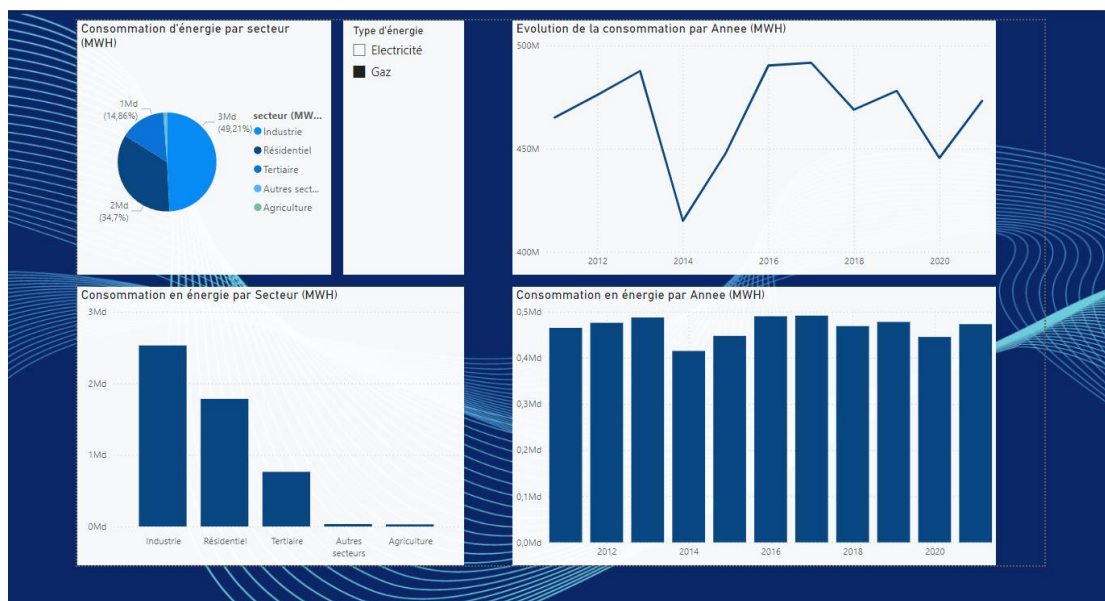 Consommation d'énergie par secteur
(MWH)
1Md
(14,86%)
3Md
(49,21%)
2Md
(34,7%)
secteur (MW...
Industrie
Résidentiel
Tertiaire
Autres sect...
Agriculture
Type d'énergie
Electricité
Gaz
Evolution de la consommation par Annee (MWH)
500M
450M
400M
2012 2014 2016 2018 2020
Consommation en énergie par Secteur (MWH)
3Md
2Md
1Md
0Md
Industrie Résidentiel Tertiaire Autres secteurs Agriculture
Consommation en énergie par Annee (MWH)
0,5Md
0,4Md
0,3Md
0,2Md
0,1Md
0,0Md
2012 2014 2016 2018 2020